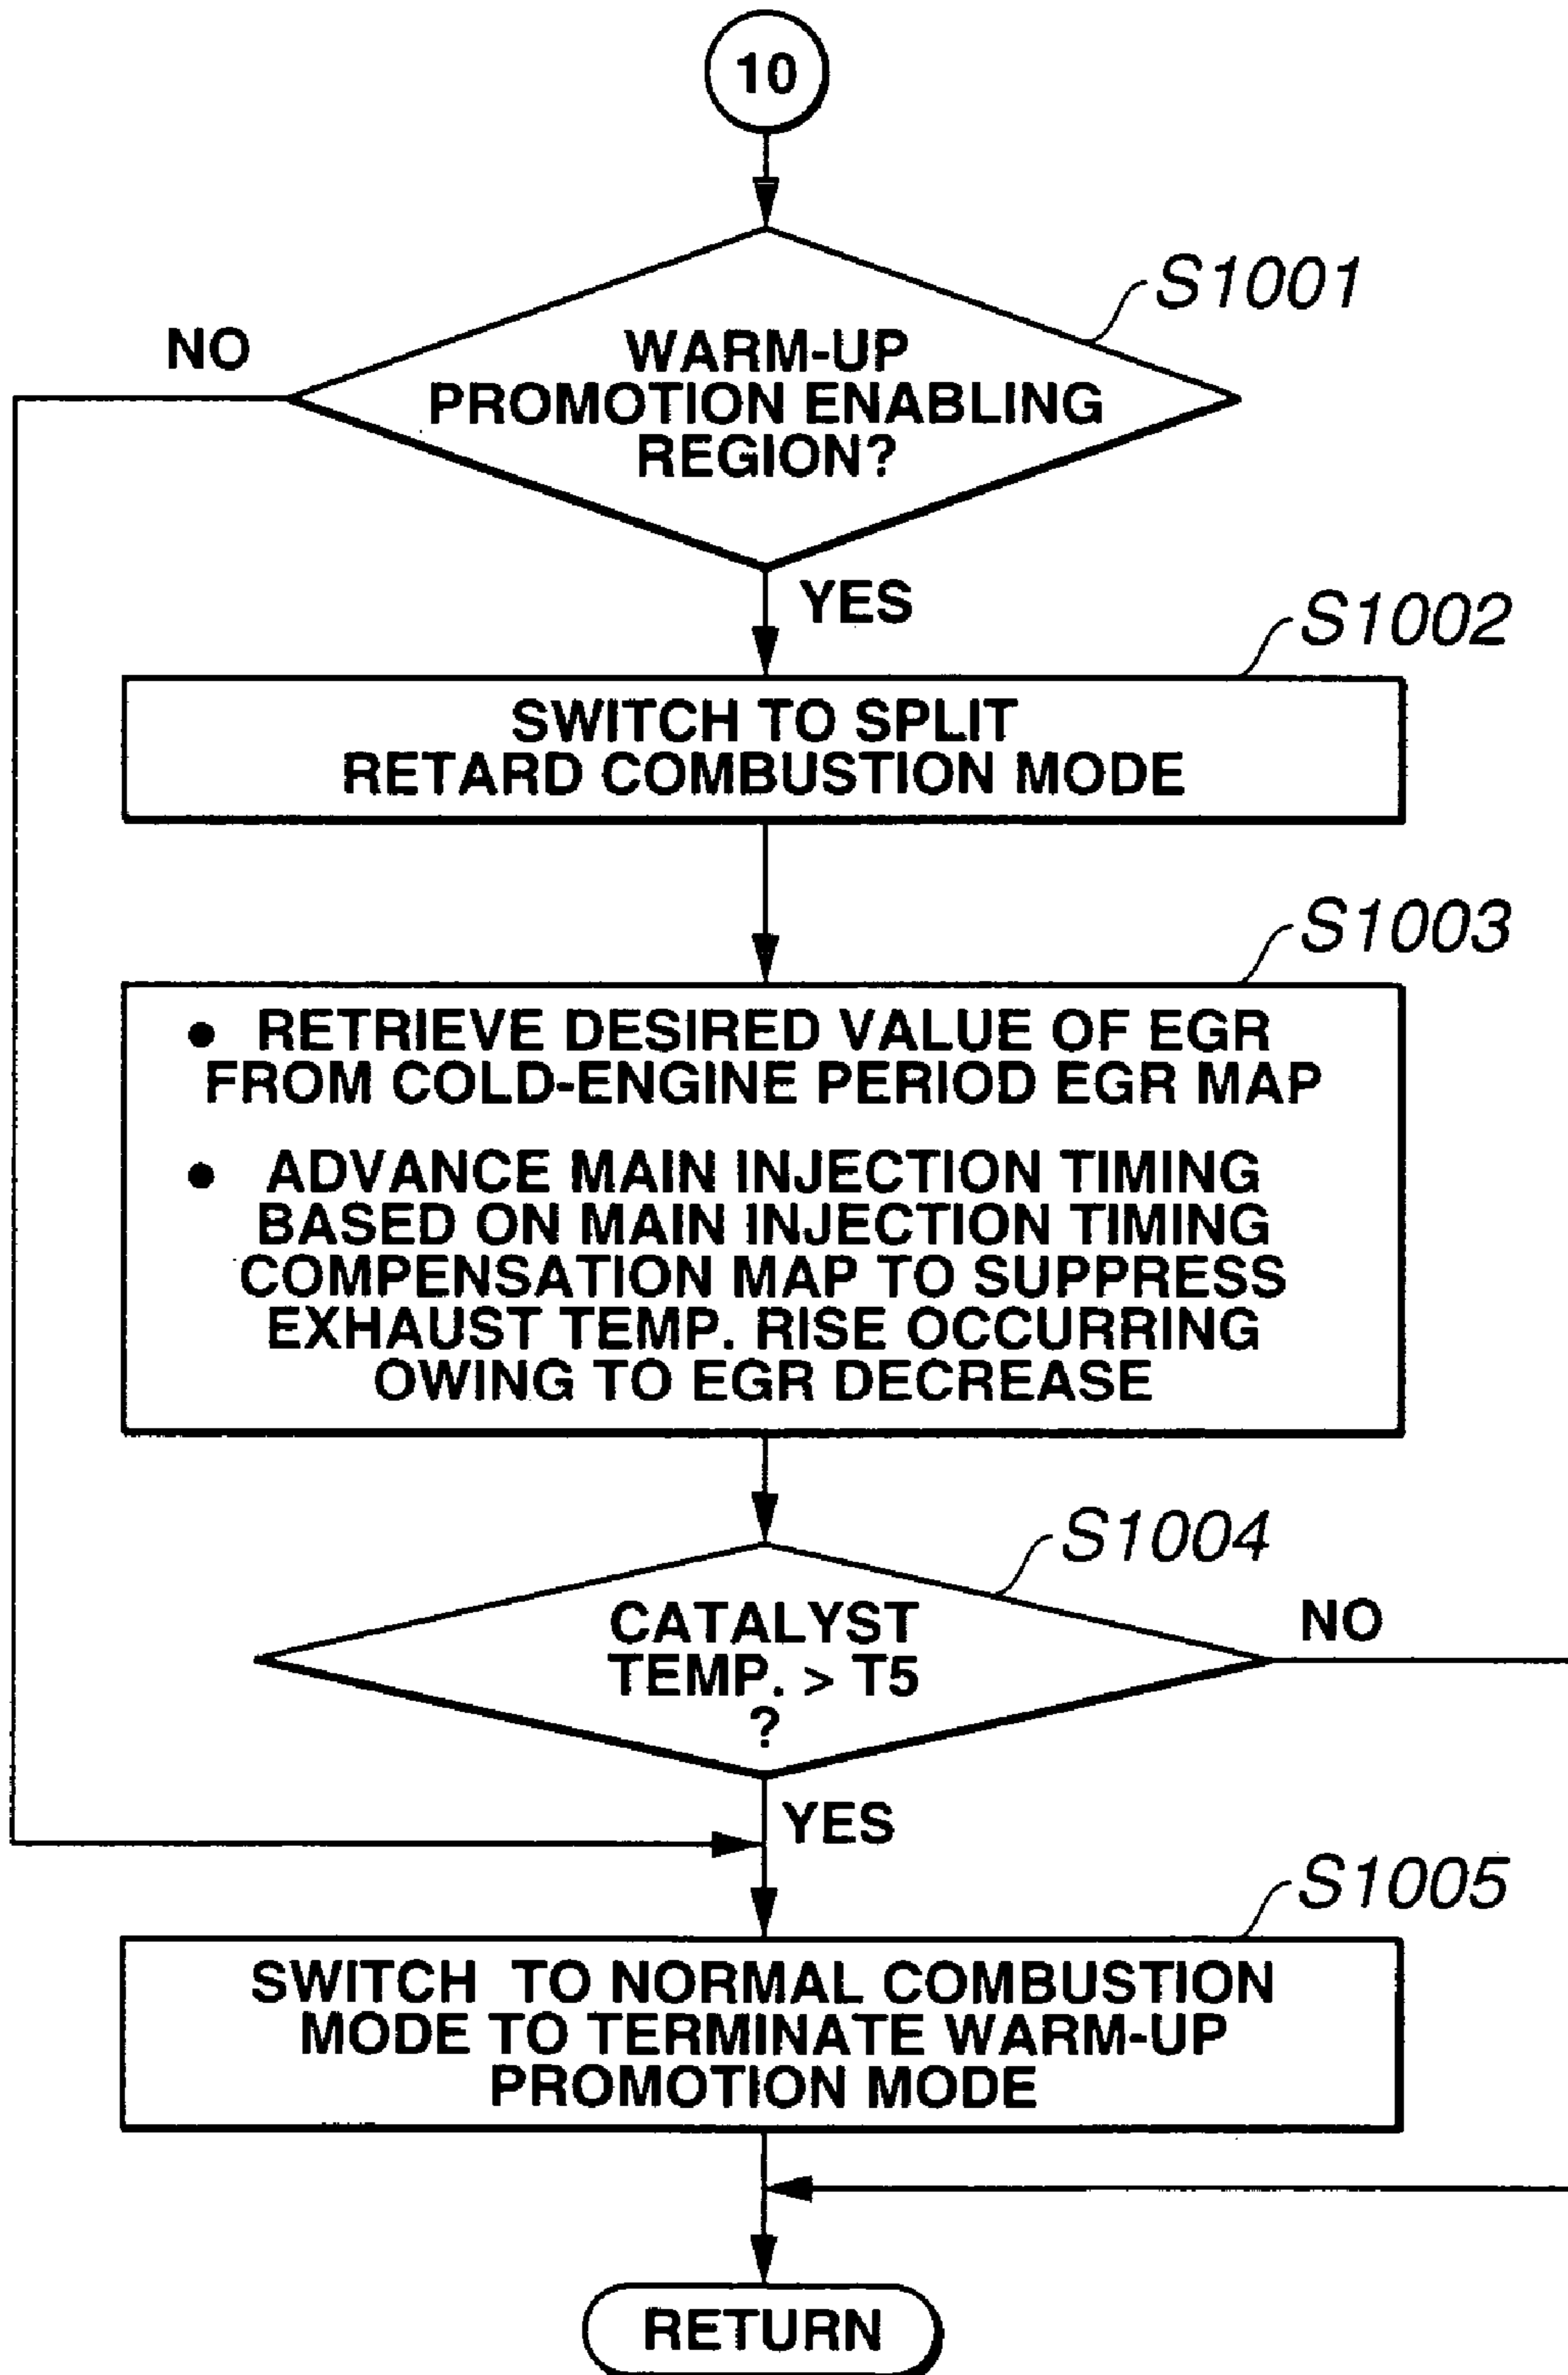 10
S1001
NO
WARM-UP
PROMOTION ENABLING
REGION?
YES
S1002
SWITCH TO SPLIT
RETARD COMBUSTION MODE
S1003
● RETRIEVE DESIRED VALUE OF EGR
FROM COLD-ENGINE PERIOD EGR MAP
● ADVANCE MAIN INJECTION TIMING
BASED ON MAIN INJECTION TIMING
COMPENSATION MAP TO SUPPRESS
EXHAUST TEMP. RISE OCCURRING
OWING TO EGR DECREASE
S1004
CATALYST
TEMP. > T5
?
NO
YES
S1005
SWITCH TO NORMAL COMBUSTION
MODE TO TERMINATE WARM-UP
PROMOTION MODE
RETURN